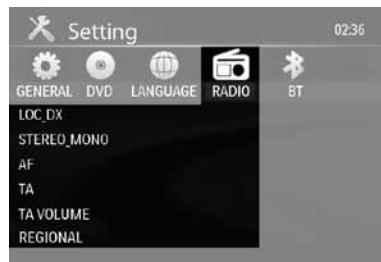 Setting 02:36
GENERAL DVD LANGUAGE RADIO BT
LOC_DX
STEREO_MONO
AF
TA
TA VOLUME
REGIONAL